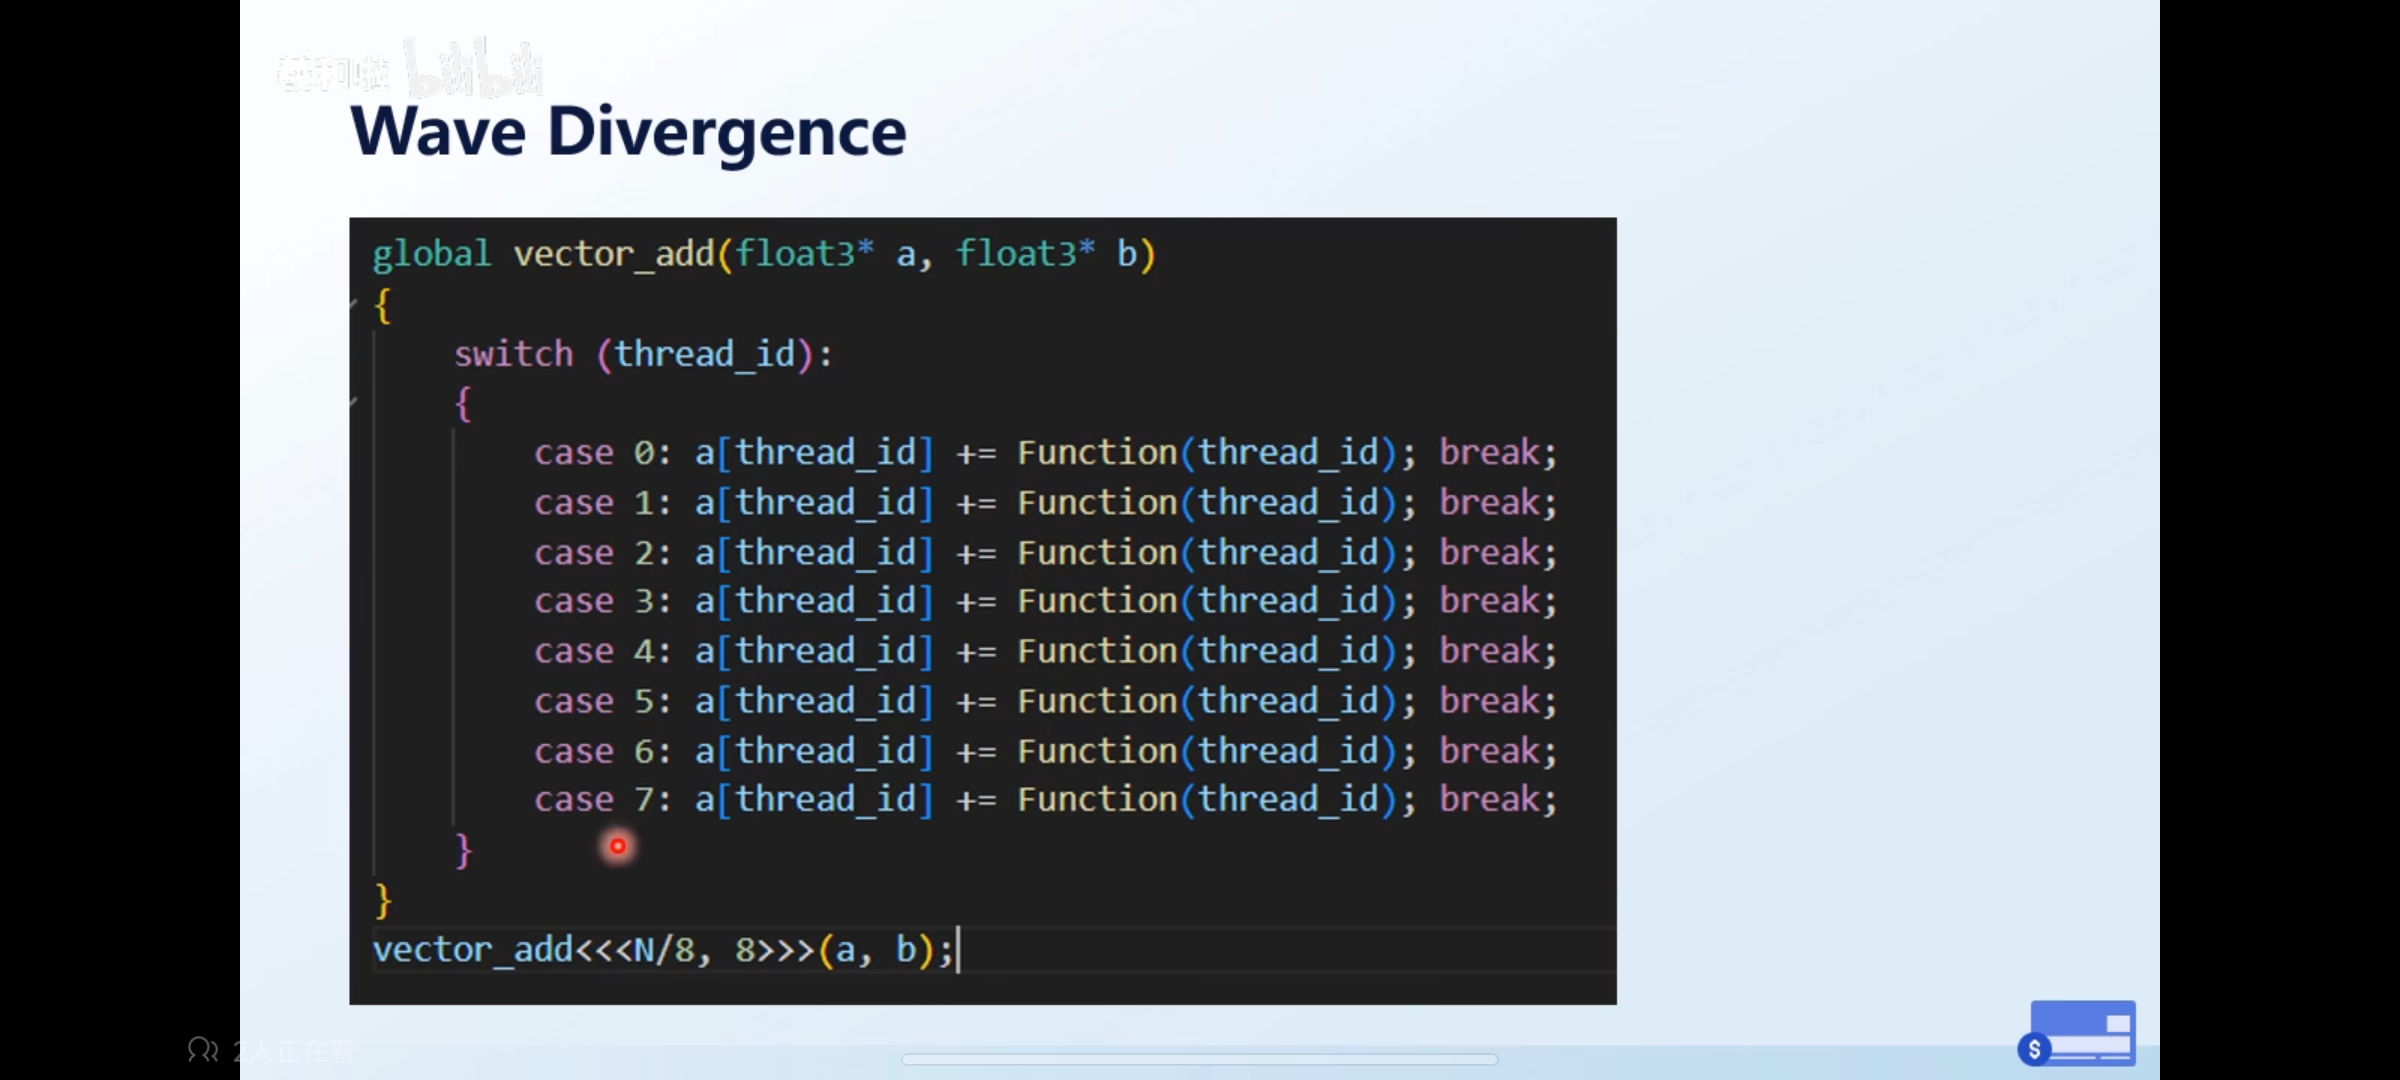 bilibili
Wave Divergence
global vector_add(float3* a, float3* b)
{
switch (thread_id):
{
case 0: a[thread_id] += Function(thread_id); break;
case 1: a[thread_id] += Function(thread_id); break;
case 2: a[thread_id] += Function(thread_id); break;
case 3: a[thread_id] += Function(thread_id); break;
case 4: a[thread_id] += Function(thread_id); break;
case 5: a[thread_id] += Function(thread_id); break;
case 6: a[thread_id] += Function(thread_id); break;
case 7: a[thread_id] += Function(thread_id); break;
}
}
vector_add<<<N/8, 8>>>(a, b);
$
2人正在看